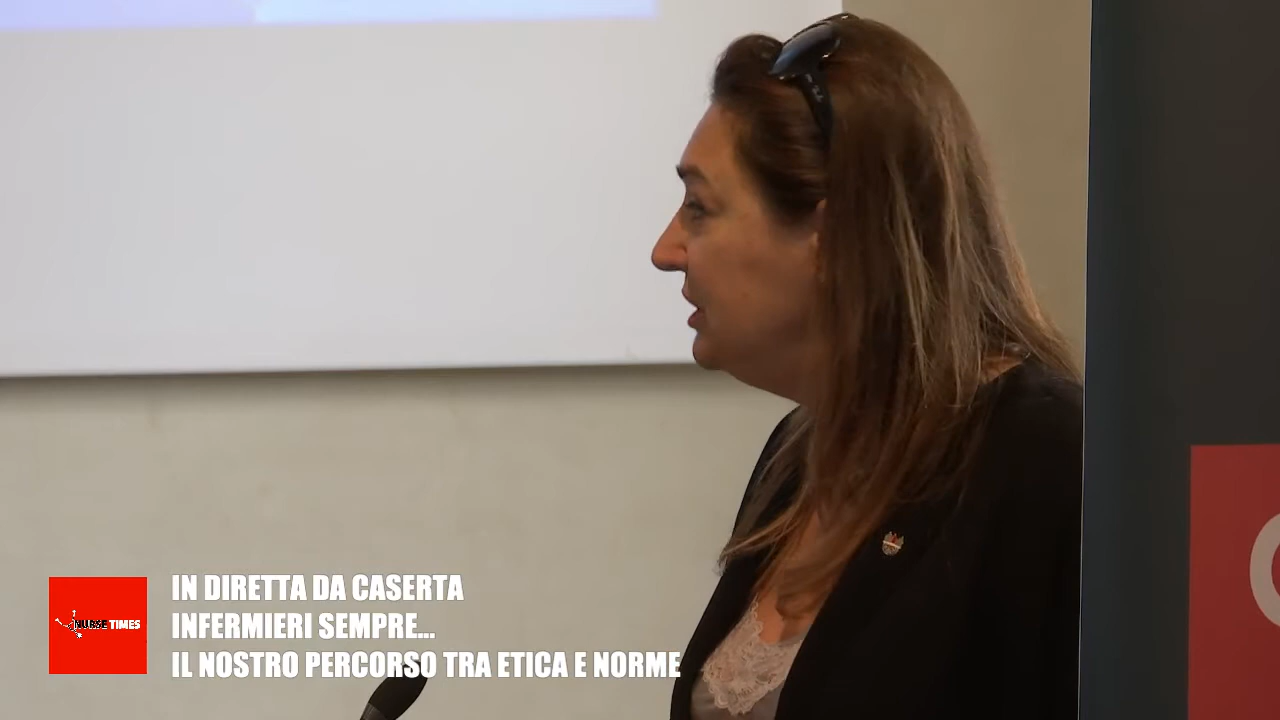 NURSE TIMES
IN DIRETTA DA CASERTA
INFERMIERI SEMPRE...
IL NOSTRO PERCORSO TRA ETICA E NORME